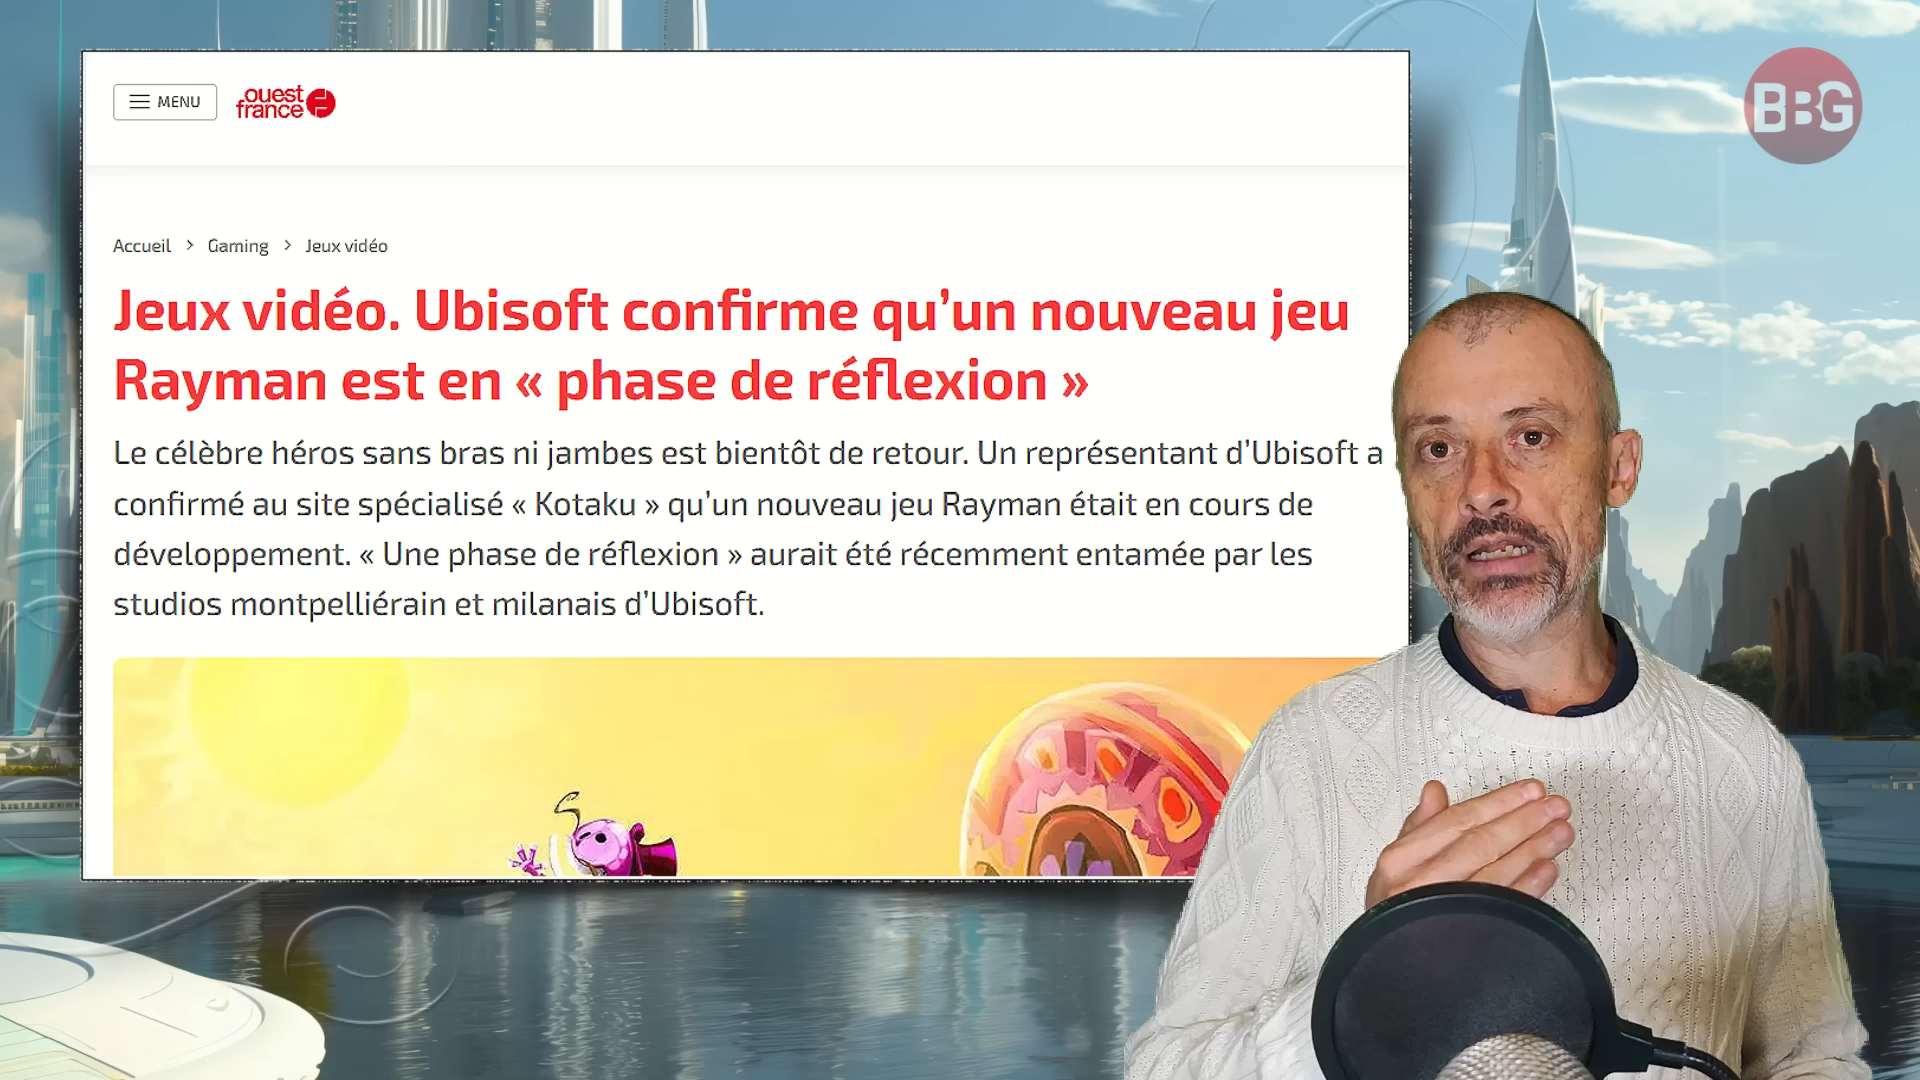 BBG
MENU
ouest
france
Accueil > Gaming > Jeux vidéo
Jeux vidéo. Ubisoft confirme qu’un nouveau jeu
Rayman est en « phase de réflexion »
Le célèbre héros sans bras ni jambes est bientôt de retour. Un représentant d’Ubisoft a
confirmé au site spécialisé « Kotaku » qu’un nouveau jeu Rayman était en cours de
développement. « Une phase de réflexion » aurait été récemment entamée par les
studios montpelliérain et milanais d’Ubisoft.